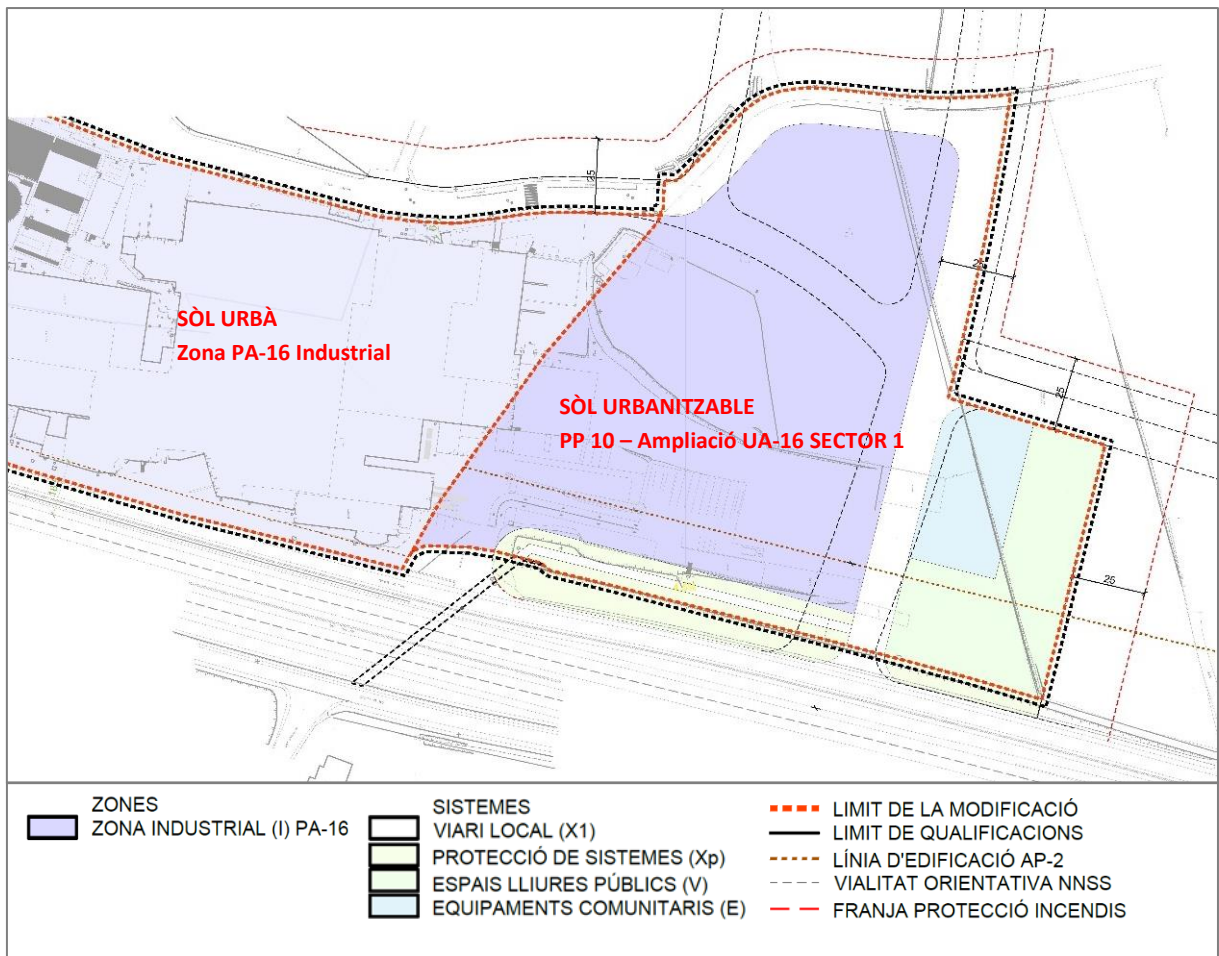 25
25
SÒL URBÀ
Zona PA-16 Industrial
25
SÒL URBANITZABLE
PP 10 – Ampliació UA-16 SECTOR 1
25
ZONES
ZONA INDUSTRIAL (I) PA-16
SISTEMES
VIARI LOCAL (X1)
PROTECCIÓ DE SISTEMES (Xp)
ESPAIS LLIURES PÚBLICS (V)
EQUIPAMENTS COMUNITARIS (E)
LIMIT DE LA MODIFICACIÓ
LIMIT DE QUALIFICACIONS
LÍNIA D'EDIFICACIÓ AP-2
VIALITAT ORIENTATIVA NNSS
FRANJA PROTECCIÓ INCENDIS